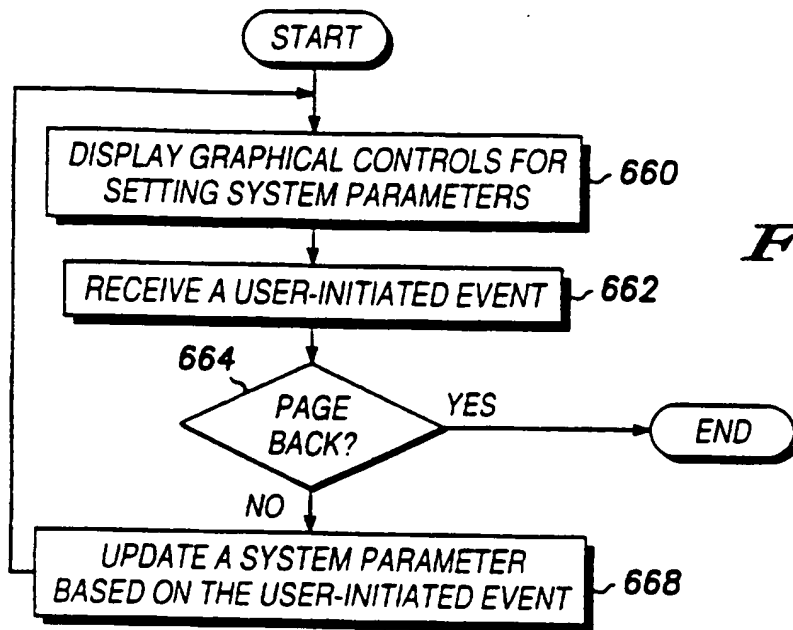 START
DISPLAY GRAPHICAL CONTROLS FOR
SETTING SYSTEM PARAMETERS
660
F
RECEIVE A USER-INITIATED EVENT
662
664
PAGE
BACK?
YES
END
NO
UPDATE A SYSTEM PARAMETER
BASED ON THE USER-INITIATED EVENT
668